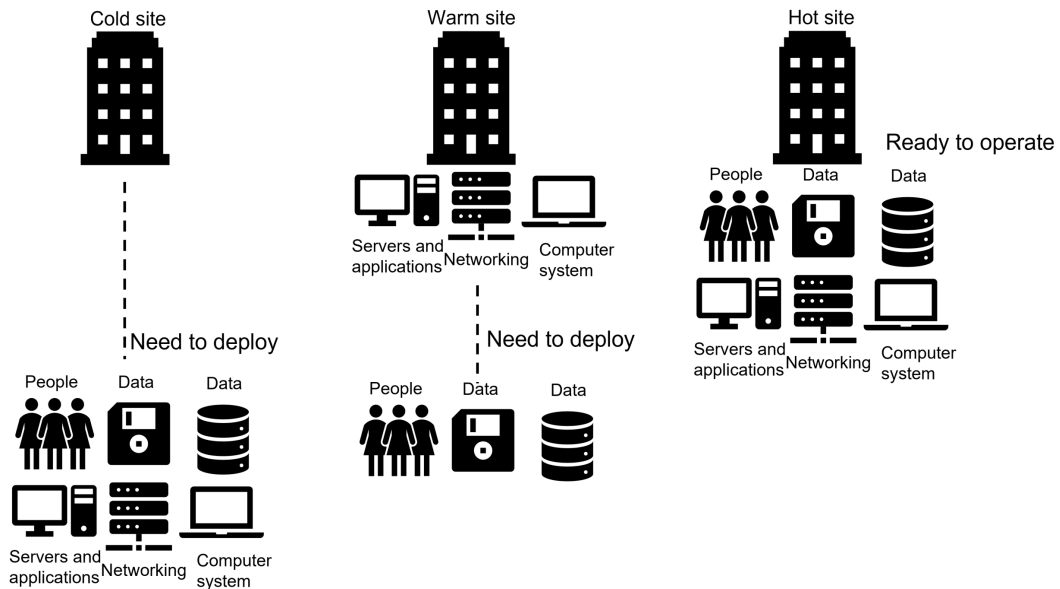 Cold site
Need to deploy
People
Data
Data
Servers and
applications
Networking
Computer
system
Warm site
Servers and
applications
Networking
Computer
system
Need to deploy
People
Data
Data
Hot site
Ready to operate
People
Data
Data
Servers and
applications
Networking
Computer
system